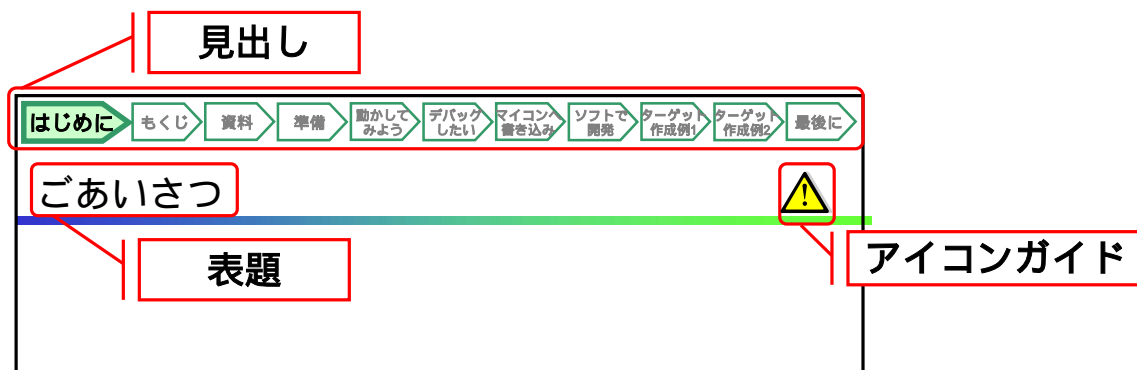 見出し
はじめに
もくじ
資料
準備
動かして
みよう
デバッグ
したい
マイコンへ
書き込み
ソフトで
開発
ターゲット
作成例1
ターゲット
作成例2
最後に
ごあいさつ
!
表題
アイコンガイド